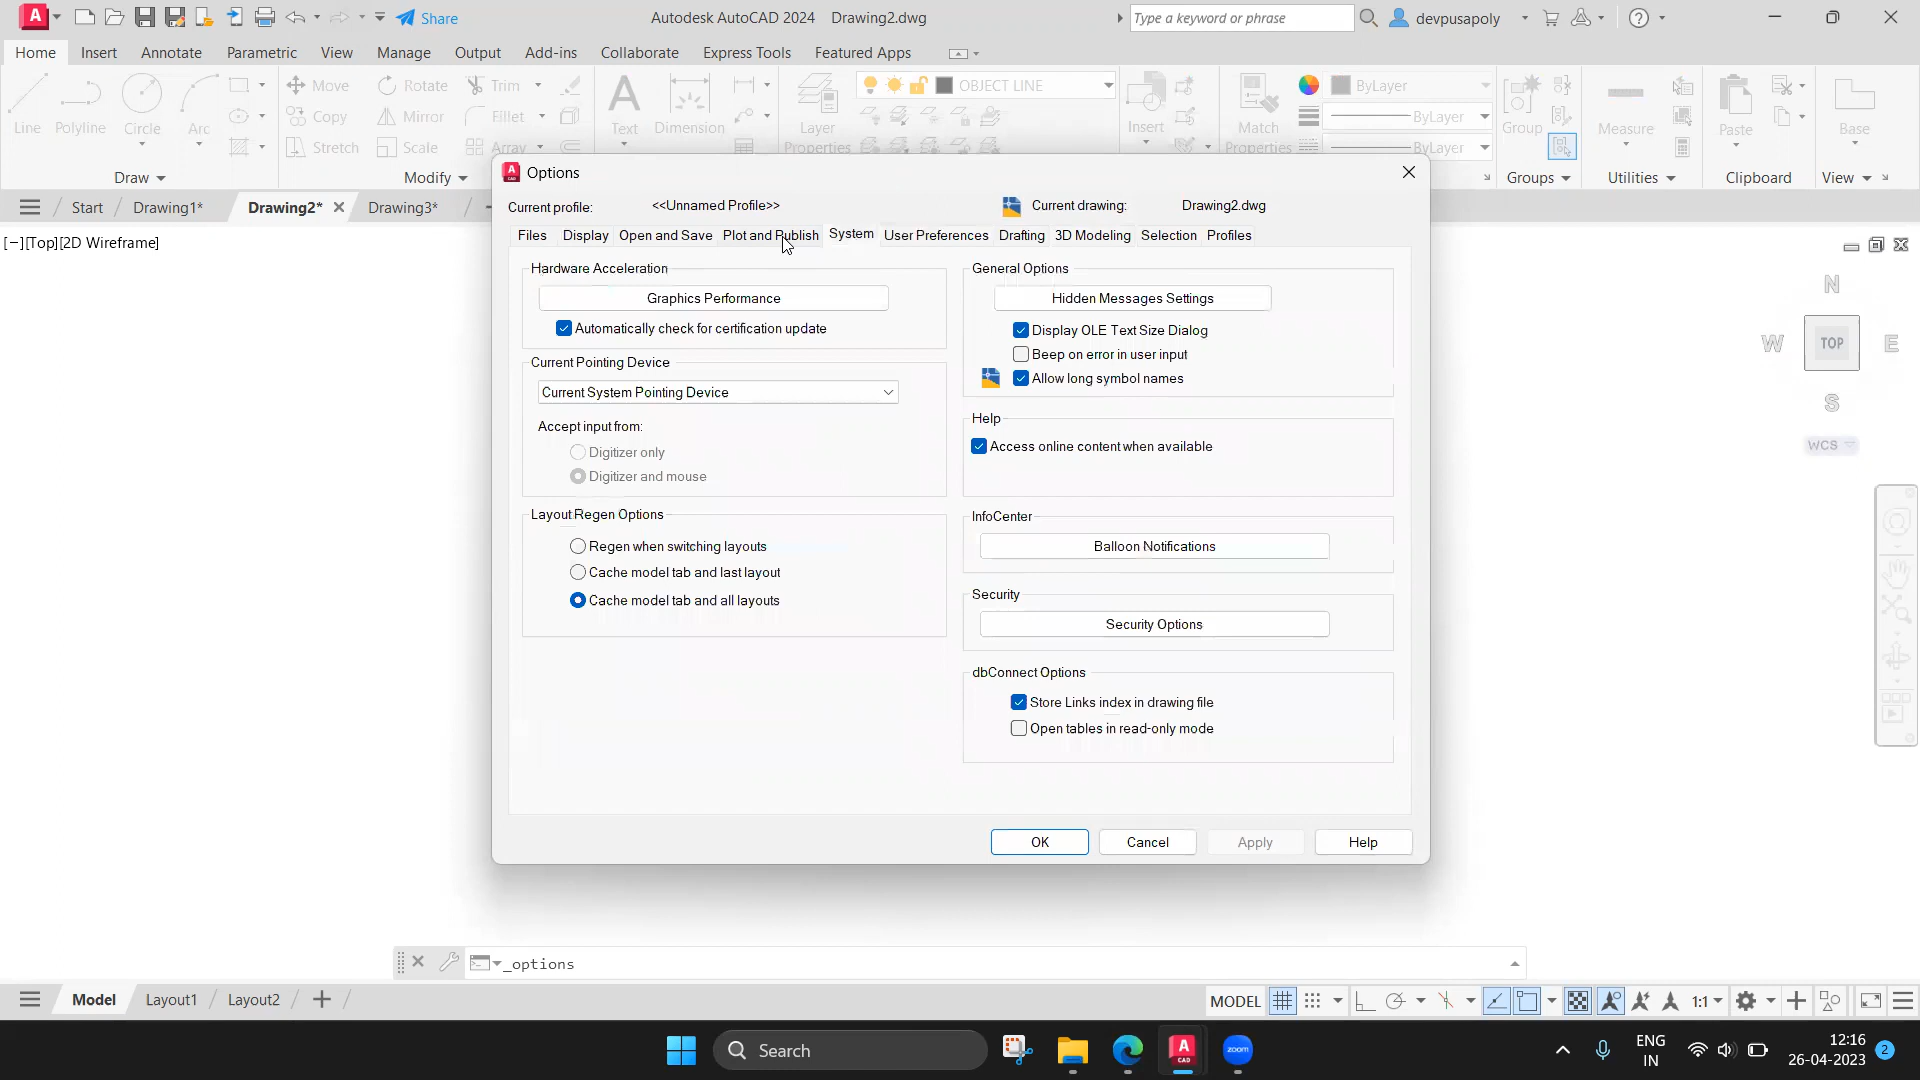 Share
Autodesk AutoCAD 2024 Drawing2.dwg
Type a keyword or phrase
devpusapoly
Home Insert Annotate Parametric View Manage Output Add-ins Collaborate Express Tools Featured Apps
Line Polyline Circle Arc
Move Rotate Trim
Copy Mirror Fillet
Stretch Scale Array
Text Dimension
Layer
Properties
OBJECT LINE
Insert
Match
Properties
ByLayer
ByLayer
ByLayer
Group Measure Paste Base
Draw Modify Groups Utilities Clipboard View
Start Drawing1* Drawing2* Drawing3*
[−][Top][2D Wireframe]
Options
Current profile: <<Unnamed Profile>> Current drawing: Drawing2.dwg
Files Display Open and Save Plot and Publish System User Preferences Drafting 3D Modeling Selection Profiles
Hardware Acceleration
Graphics Performance
Automatically check for certification update
Current Pointing Device
Current System Pointing Device
Accept input from:
Digitizer only
Digitizer and mouse
Layout Regen Options
Regen when switching layouts
Cache model tab and last layout
Cache model tab and all layouts
General Options
Hidden Messages Settings
Display OLE Text Size Dialog
Beep on error in user input
Allow long symbol names
Help
Access online content when available
InfoCenter
Balloon Notifications
Security
Security Options
dbConnect Options
Store Links index in drawing file
Open tables in read-only mode
OK Cancel Apply Help
N
W TOP E
S
WCS
_options
Model Layout1 Layout2
MODEL 1:1
Search
A
CAD
zoom
ENG
IN
12:16
26-04-2023
2